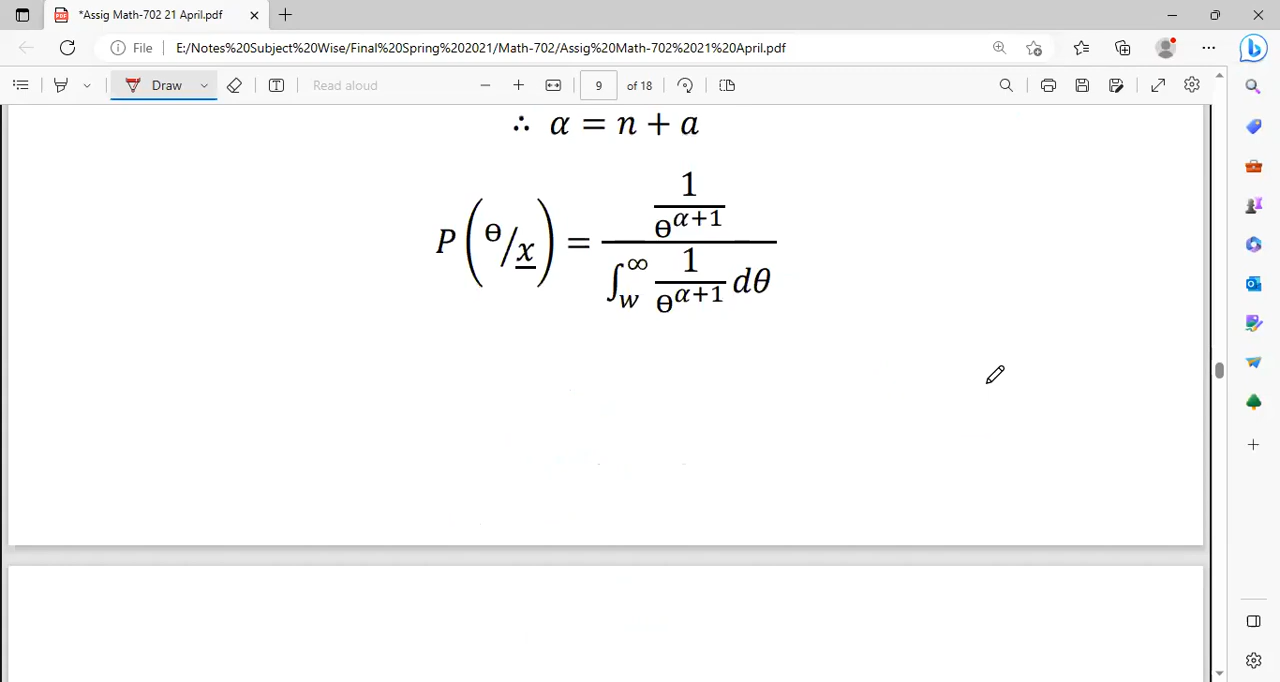 *Assig Math-702 21 April.pdf
File E:/Notes%20Subject%20Wise/Final%20Spring%202021/Math-702/Assig%20Math-702%2021%20April.pdf
Draw Read aloud 9 of 18
∴ α = n + a
P(θ/x) = (1/θ^(α+1)) / (∫_w^∞ 1/θ^(α+1) dθ)